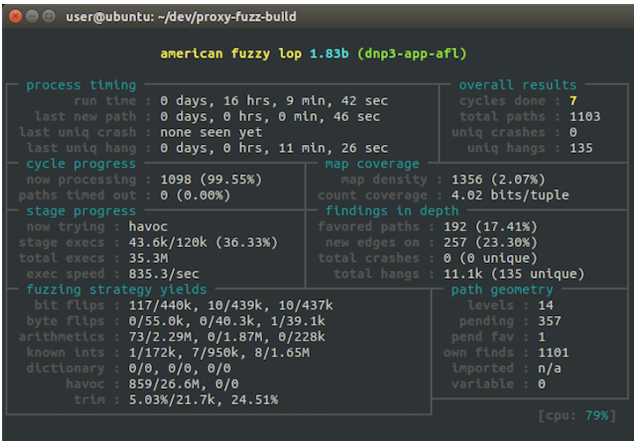 user@ubuntu: ~/dev/proxy-fuzz-build
american fuzzy lop 1.83b (dnp3-app-afl)
process timing
run time : 0 days, 16 hrs, 9 min, 42 sec
last new path : 0 days, 0 hrs, 0 min, 46 sec
last uniq crash : none seen yet
last uniq hang : 0 days, 0 hrs, 11 min, 26 sec
overall results
cycles done : 7
total paths : 1103
uniq crashes : 0
uniq hangs : 135
cycle progress
now processing : 1098 (99.55%)
paths timed out : 0 (0.00%)
map coverage
map density : 1356 (2.07%)
count coverage : 4.02 bits/tuple
stage progress
now trying : havoc
stage execs : 43.6k/120k (36.33%)
total execs : 35.3M
exec speed : 835.3/sec
findings in depth
favored paths : 192 (17.41%)
new edges on : 257 (23.30%)
total crashes : 0 (0 unique)
total hangs : 11.1k (135 unique)
fuzzing strategy yields
bit flips : 117/440k, 10/439k, 10/437k
byte flips : 0/55.0k, 0/40.3k, 1/39.1k
arithmetics : 73/2.29M, 0/1.87M, 0/228k
known ints : 1/172k, 7/950k, 8/1.65M
dictionary : 0/0, 0/0, 0/0
havoc : 859/26.6M, 0/0
trim : 5.03%/21.7k, 24.51%
path geometry
levels : 14
pending : 357
pend fav : 1
own finds : 1101
imported : n/a
variable : 0
[cpu: 79%]